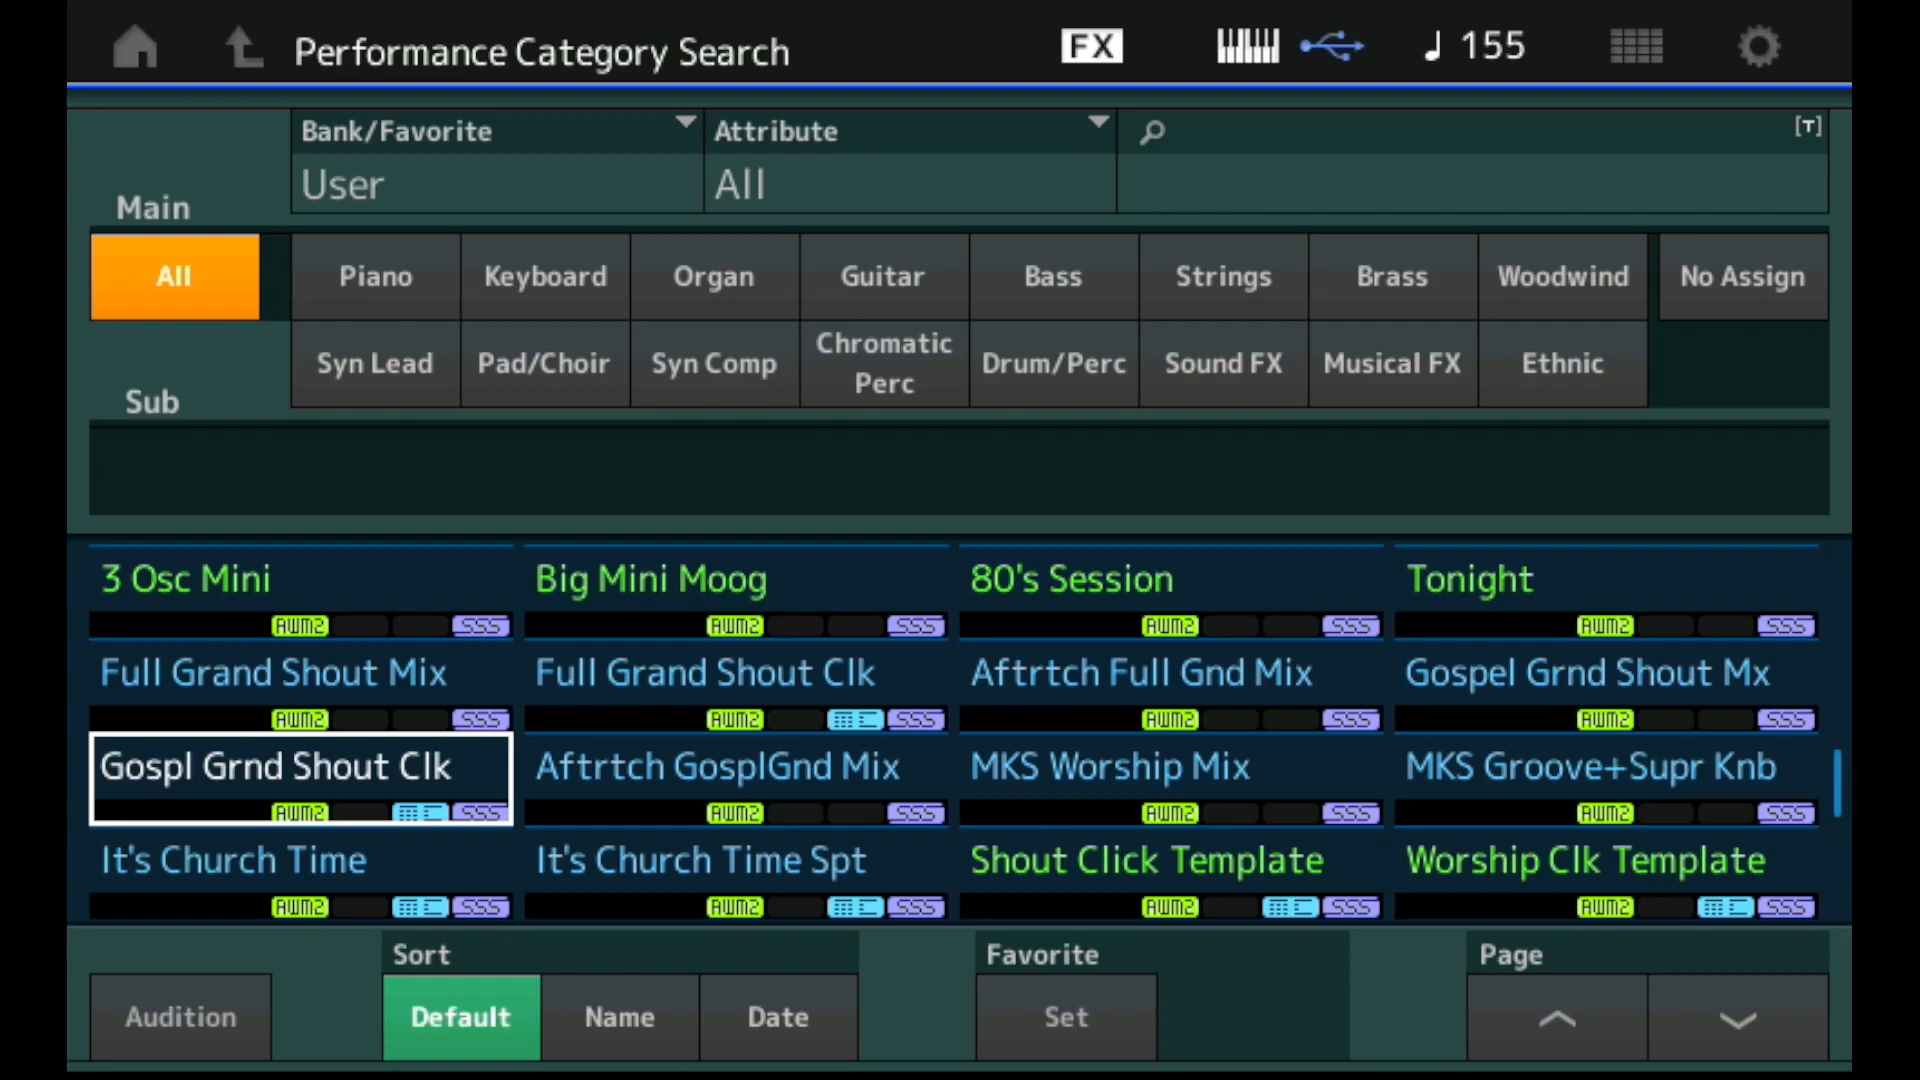 Performance Category Search FX 155
Bank/Favorite Attribute [T]
User All
Main
All Piano Keyboard Organ Guitar Bass Strings Brass Woodwind No Assign
Syn Lead Pad/Choir Syn Comp Chromatic Perc Drum/Perc Sound FX Musical FX Ethnic
Sub
3 Osc Mini Big Mini Moog 80's Session Tonight
AWM2 SSS AWM2 SSS AWM2 SSS AWM2 SSS
Full Grand Shout Mix Full Grand Shout Clk Aftrtch Full Gnd Mix Gospel Grnd Shout Mx
AWM2 SSS AWM2 SSS AWM2 SSS AWM2 SSS
Gospl Grnd Shout Clk Aftrtch GosplGnd Mix MKS Worship Mix MKS Groove+Supr Knb
AWM2 SSS AWM2 SSS AWM2 SSS AWM2 SSS
It's Church Time It's Church Time Spt Shout Click Template Worship Clk Template
AWM2 SSS AWM2 SSS AWM2 SSS AWM2 SSS
Sort Favorite Page
Audition Default Name Date Set